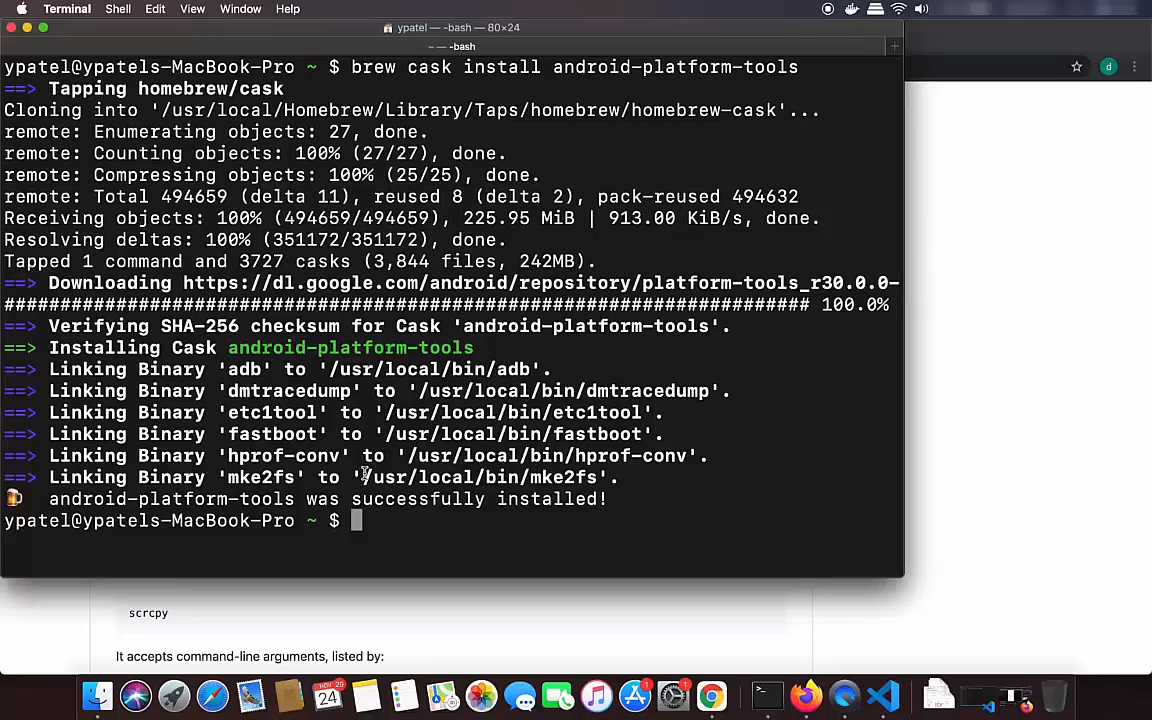 Terminal Shell Edit View Window Help
ypatel — -bash — 80×24
~ — -bash
ypatel@ypatels-MacBook-Pro ~ $ brew cask install android-platform-tools
==> Tapping homebrew/cask
Cloning into '/usr/local/Homebrew/Library/Taps/homebrew/homebrew-cask'...
remote: Enumerating objects: 27, done.
remote: Counting objects: 100% (27/27), done.
remote: Compressing objects: 100% (25/25), done.
remote: Total 494659 (delta 11), reused 8 (delta 2), pack-reused 494632
Receiving objects: 100% (494659/494659), 225.95 MiB | 913.00 KiB/s, done.
Resolving deltas: 100% (351172/351172), done.
Tapped 1 command and 3727 casks (3,844 files, 242MB).
==> Downloading https://dl.google.com/android/repository/platform-tools_r30.0.0-
######################################################################## 100.0%
==> Verifying SHA-256 checksum for Cask 'android-platform-tools'.
==> Installing Cask android-platform-tools
==> Linking Binary 'adb' to '/usr/local/bin/adb'.
==> Linking Binary 'dmtracedump' to '/usr/local/bin/dmtracedump'.
==> Linking Binary 'etc1tool' to '/usr/local/bin/etc1tool'.
==> Linking Binary 'fastboot' to '/usr/local/bin/fastboot'.
==> Linking Binary 'hprof-conv' to '/usr/local/bin/hprof-conv'.
==> Linking Binary 'mke2fs' to '/usr/local/bin/mke2fs'.
🍺 android-platform-tools was successfully installed!
ypatel@ypatels-MacBook-Pro ~ $
d
scrcpy
It accepts command-line arguments, listed by:
NOV 29
24
1
1